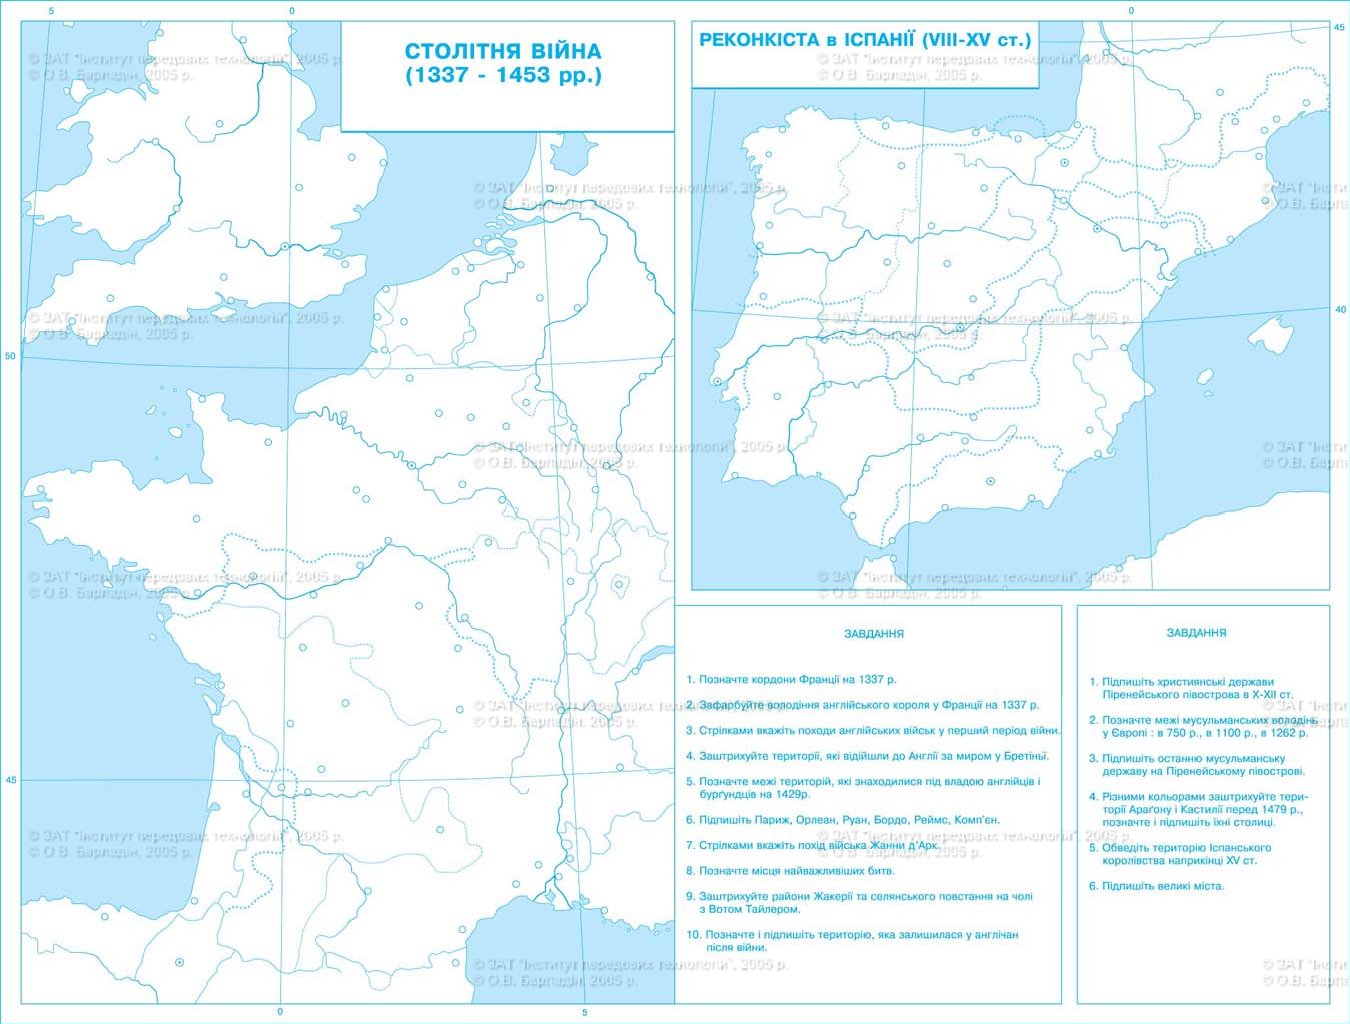 5
0
0
45
СТОЛІТНЯ ВІЙНА
(1337 - 1453 рр.)
РЕКОНКІСТА в ІСПАНІЇ (VIII-XV ст.)
© ЗАТ "Інститут передових технологій", 2005 р.
© О.В. Барладін, 2005 р.
50
40
45
0
5
ЗАВДАННЯ
1. Позначте кордони Франції на 1337 р.
2. Зафарбуйте володіння англійського короля у Франції на 1337 р.
3. Стрілками вкажіть походи англійських військ у перший період війни.
4. Заштрихуйте території, які відійшли до Англії за миром у Бретіньї.
5. Позначте межі територій, які знаходилися під владою англійців і
бурґундців на 1429р.
6. Підпишіть Париж, Орлеан, Руан, Бордо, Реймс, Комп'єн.
7. Стрілками вкажіть похід війська Жанни д'Арк.
8. Позначте місця найважливіших битв.
9. Заштрихуйте райони Жакерії та селянського повстання на чолі
з Вотом Тайлером.
10. Позначте і підпишіть територію, яка залишилася у англічан
після війни.
ЗАВДАННЯ
1. Підпишіть християнські держави
Піренейського півострова в X-XII ст.
2. Позначте межі мусульманських володінь
у Європі : в 750 р., в 1100 р., в 1262 р.
3. Підпишіть останню мусульманську
державу на Піренейському півострові.
4. Різними кольорами заштрихуйте тери-
торії Араґону і Кастилії перед 1479 р.,
позначте і підпишіть їхні столиці.
5. Обведіть територію Іспанського
королівства наприкінці XV ст.
6. Підпишіть великі міста.